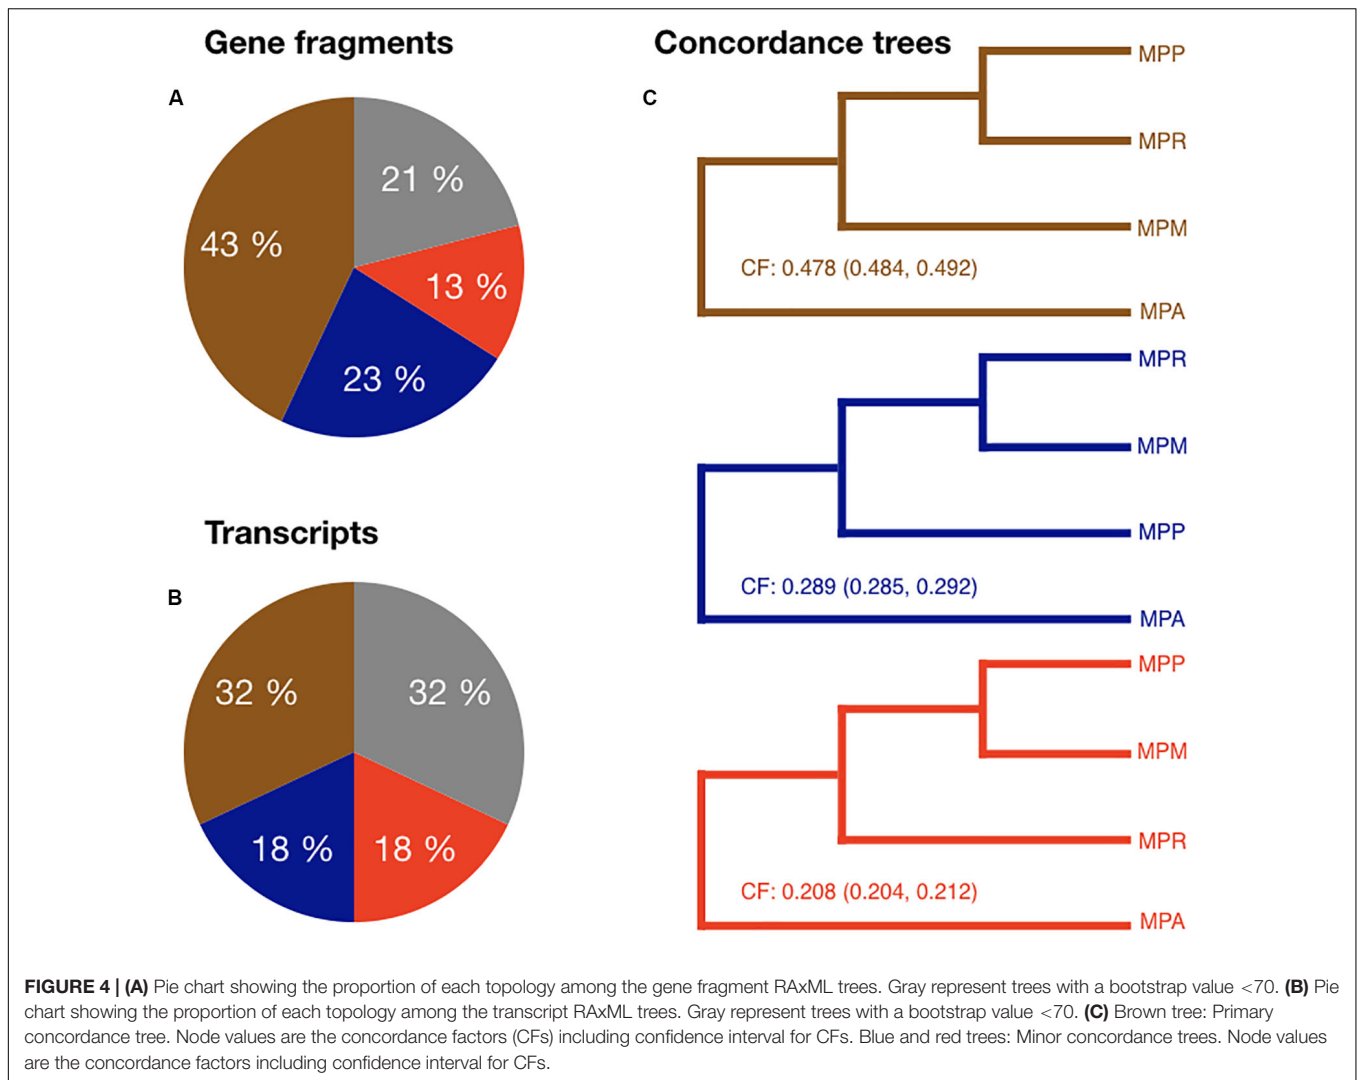 Gene fragments
A
21 %
43 %
13 %
23 %
Transcripts
B
32 %
32 %
18 %
18 %
Concordance trees
C
MPP
MPR
MPM
CF: 0.478 (0.484, 0.492)
MPA
MPR
MPM
MPP
CF: 0.289 (0.285, 0.292)
MPA
MPP
MPM
MPR
CF: 0.208 (0.204, 0.212)
MPA
FIGURE 4 | (A) Pie chart showing the proportion of each topology among the gene fragment RAxML trees. Gray represent trees with a bootstrap value <70. (B) Pie
chart showing the proportion of each topology among the transcript RAxML trees. Gray represent trees with a bootstrap value <70. (C) Brown tree: Primary
concordance tree. Node values are the concordance factors (CFs) including confidence interval for CFs. Blue and red trees: Minor concordance trees. Node values
are the concordance factors including confidence interval for CFs.